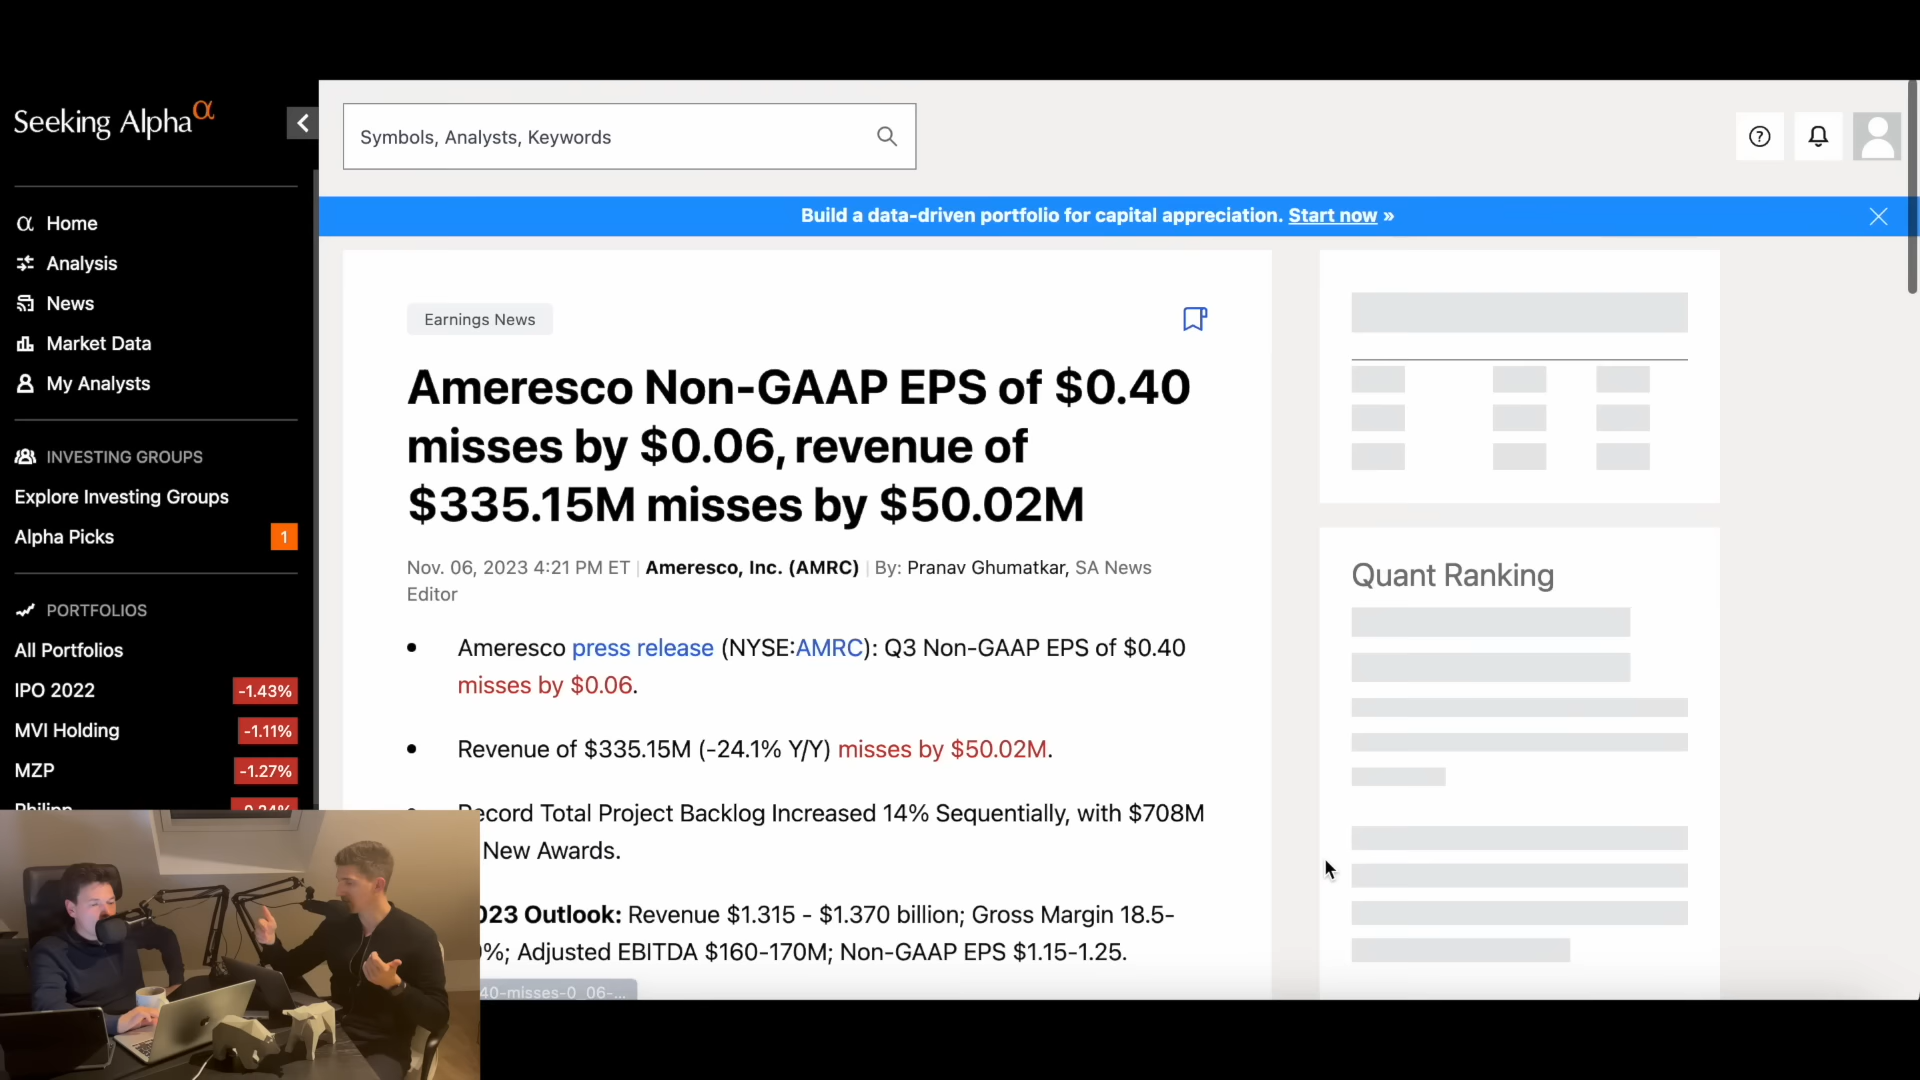 Seeking Alpha α
Symbols, Analysts, Keywords
Build a data-driven portfolio for capital appreciation. Start now »
Home
Analysis
News
Market Data
My Analysts
INVESTING GROUPS
Explore Investing Groups
Alpha Picks 1
PORTFOLIOS
All Portfolios
IPO 2022 -1.43%
MVI Holding -1.11%
MZP -1.27%
Philipp
Earnings News
Ameresco Non-GAAP EPS of $0.40
misses by $0.06, revenue of
$335.15M misses by $50.02M
Nov. 06, 2023 4:21 PM ET | Ameresco, Inc. (AMRC) | By: Pranav Ghumatkar, SA News
Editor
• Ameresco press release (NYSE:AMRC): Q3 Non-GAAP EPS of $0.40
misses by $0.06.
• Revenue of $335.15M (-24.1% Y/Y) misses by $50.02M.
ecord Total Project Backlog Increased 14% Sequentially, with $708M
New Awards.
023 Outlook: Revenue $1.315 - $1.370 billion; Gross Margin 18.5-
%; Adjusted EBITDA $160-170M; Non-GAAP EPS $1.15-1.25.
40-misses-0_06-...
Quant Ranking